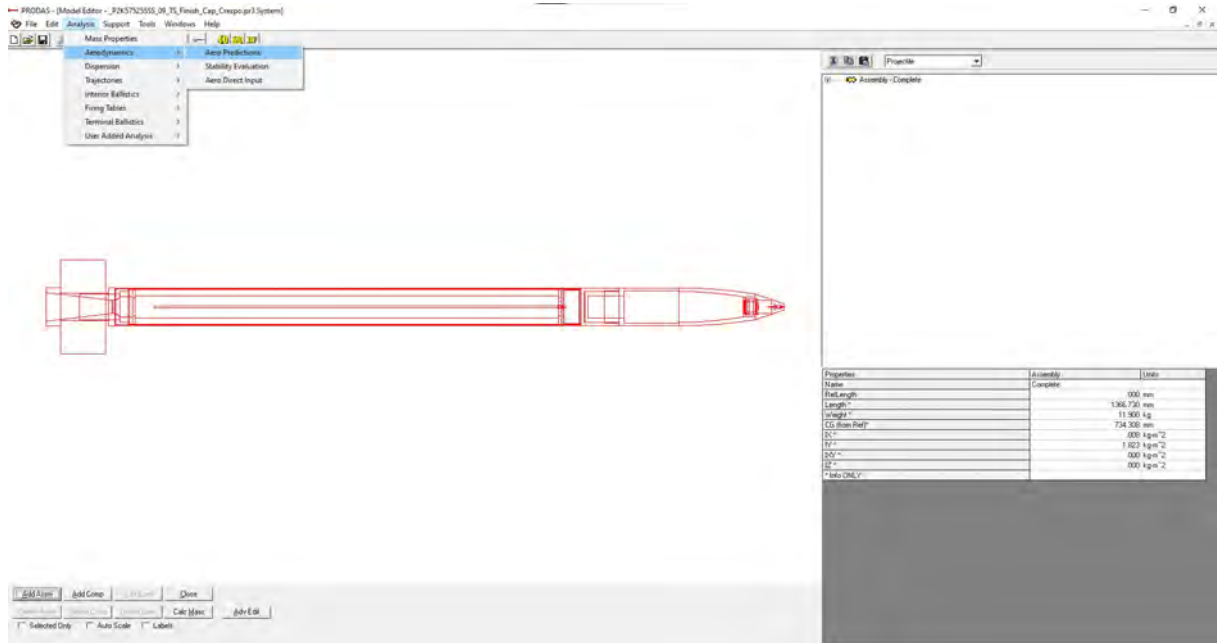 PRODAS - [Model Editor - _P2K5752SSS_09_TS_Finish_Cap_Crespo.pr3.System]
File Edit Analysis Support Tools Windows Help
Mass Properties
Aerodynamics
Aero Predictions
Dispersion
Stability Evaluation
Trajectories
Aero Direct Input
Interior Ballistics
Firing Tables
Terminal Ballistics
User Added Analysis
Projectile
Assembly - Complete
Properties Assembly Units
Name Complete
RefLength .000 mm
Length * 1366.730 mm
Weight * 11.900 kg
CG (from Ref)* 734.308 mm
IX * .008 kg-m^2
IY * 1.823 kg-m^2
IXY * .000 kg-m^2
IZ * .000 kg-m^2
* Info ONLY
Add Assm Add Comp Close
Calc Mass Adv Edit
Selected Only Auto Scale Labels